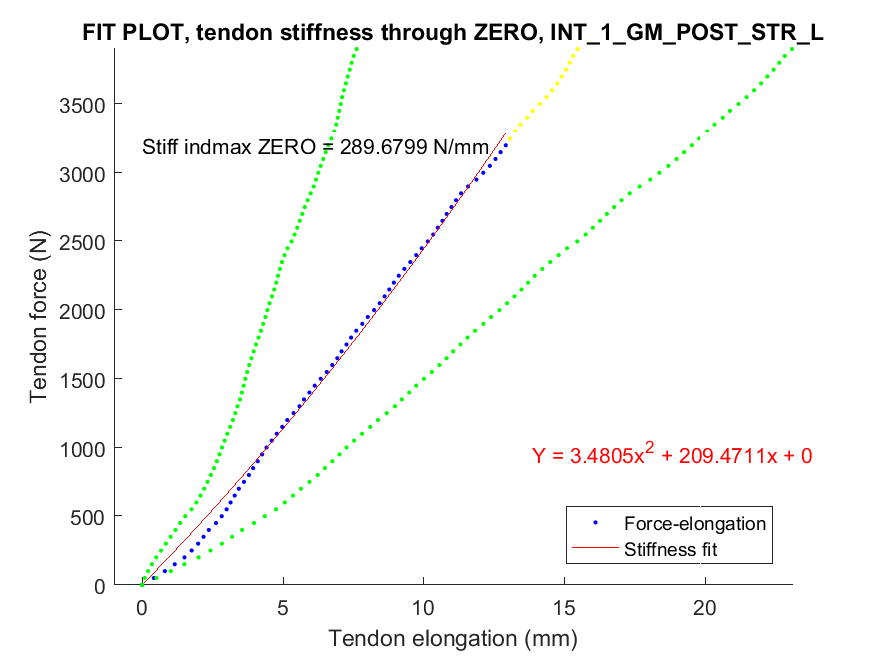 FIT PLOT, tendon stiffness through ZERO, INT_1_GM_POST_STR_L
Stiff indmax ZERO = 289.6799 N/mm
Tendon force (N)
3500
3000
2500
2000
1500
1000
500
0
Y = 3.4805x² + 209.4711x + 0
Force-elongation
Stiffness fit
0 5 10 15 20
Tendon elongation (mm)